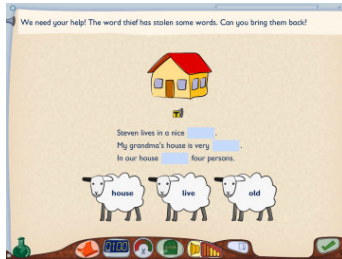 We need your help! The word thief has stolen some words. Can you bring them back?
Steven lives in a nice .
My grandma's house is very .
In our house four persons.
house live old